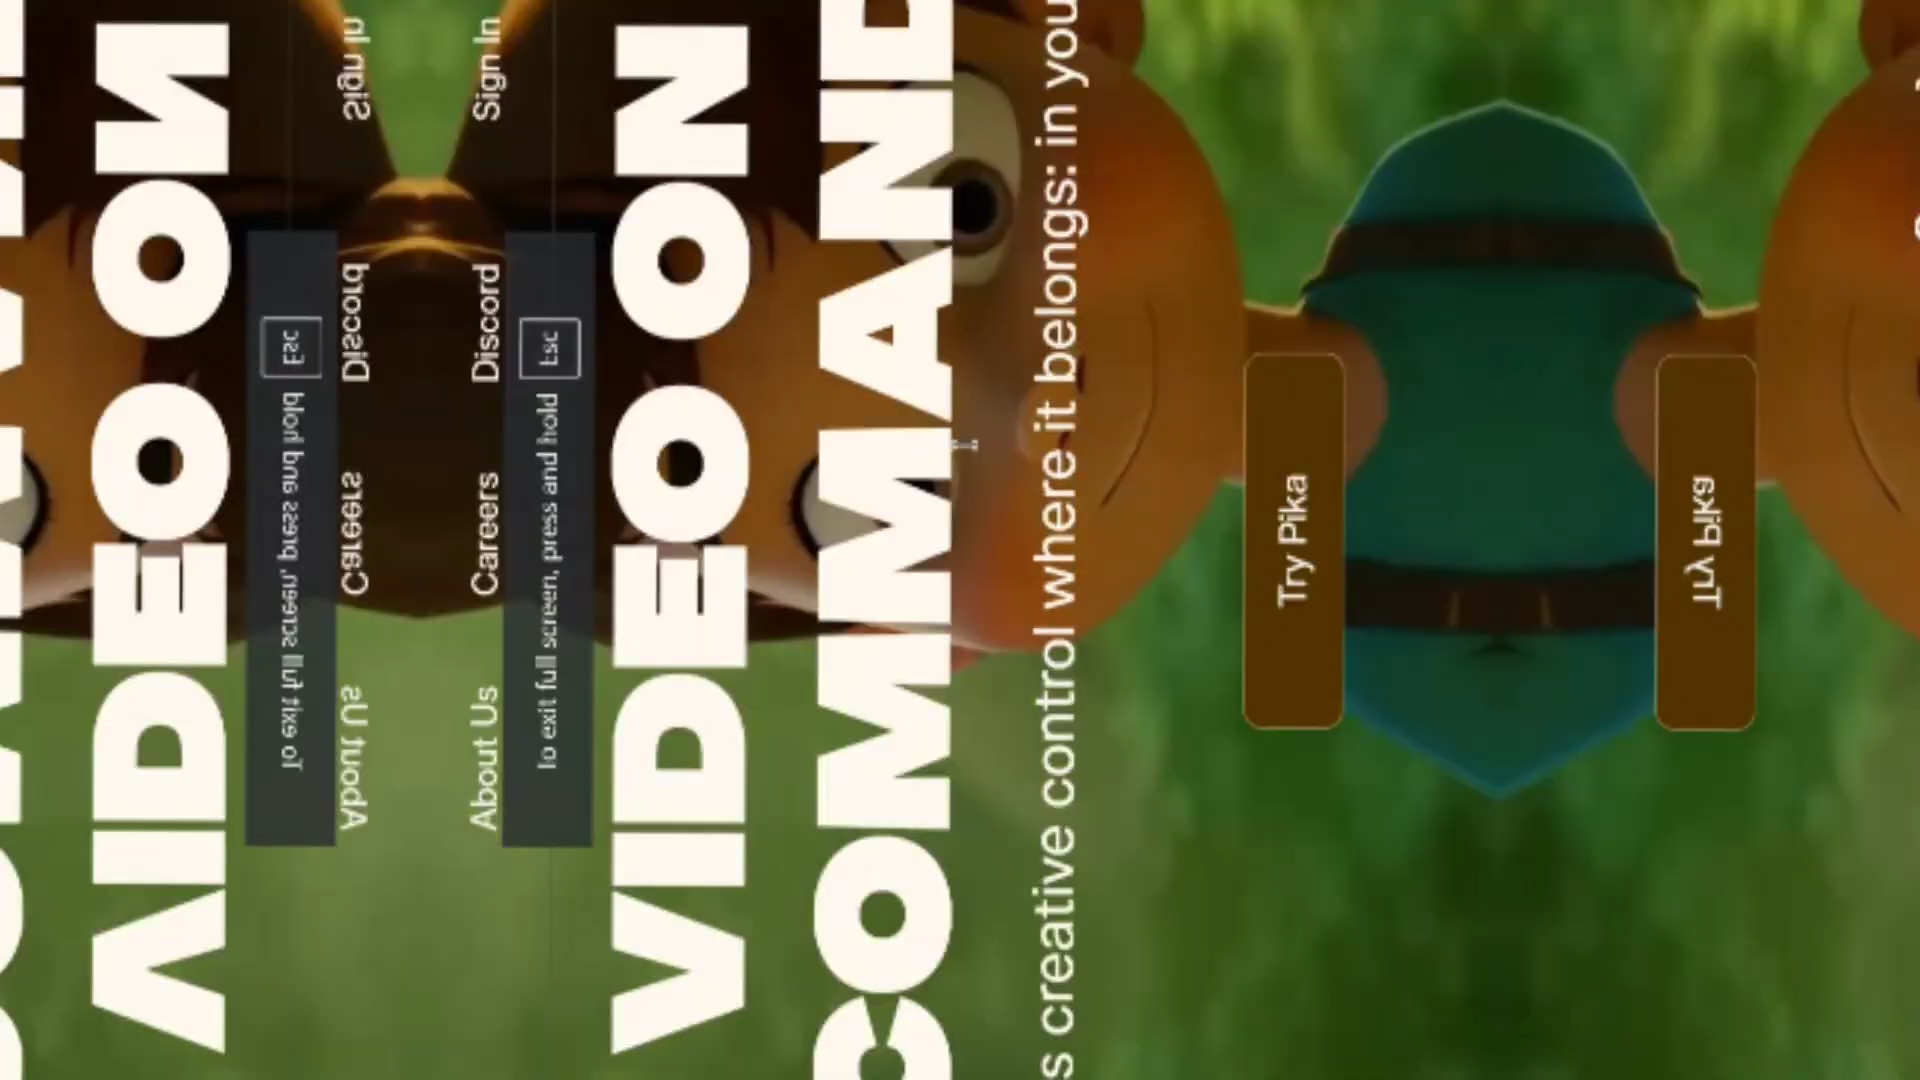 Sign In
Discord
Careers
About Us
To exit full screen, press and hold Esc
VIDEO ON
COMMAND
s creative control where it belongs: in you
Try Pika
Sign In
Discord
Careers
About Us
To exit full screen, press and hold Esc
VIDEO ON
Try Pika